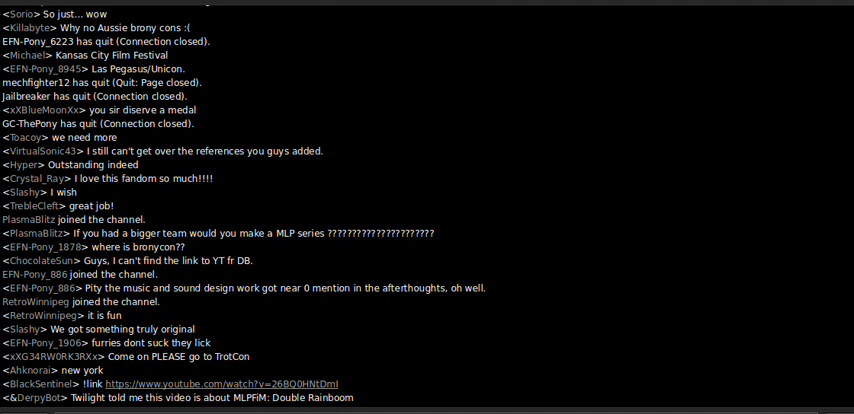 <Sorio> So just... wow
<Killabyte> Why no Aussie brony cons :(
EFN-Pony_6223 has quit (Connection closed).
<Michael> Kansas City Film Festival
<EFN-Pony_8945> Las Pegasus/Unicon.
mechfighter12 has quit (Quit: Page closed).
Jailbreaker has quit (Connection closed).
<xXBlueMoonXx> you sir diserve a medal
GC-ThePony has quit (Connection closed).
<Toacoy> we need more
<VirtualSonic43> I still can't get over the references you guys added.
<Hyper> Outstanding indeed
<Crystal_Ray> I love this fandom so much!!!!
<Slashy> I wish
<TrebleCleft> great job!
PlasmaBlitz joined the channel.
<PlasmaBlitz> If you had a bigger team would you make a MLP series ??????????????????????
<EFN-Pony_1878> where is bronycon??
<ChocolateSun> Guys, I can't find the link to YT fr DB.
EFN-Pony_886 joined the channel.
<EFN-Pony_886> Pity the music and sound design work got near 0 mention in the afterthoughts, oh well.
RetroWinnipeg joined the channel.
<RetroWinnipeg> it is fun
<Slashy> We got something truly original
<EFN-Pony_1906> furries dont suck they lick
<xXG34RW0RK3RXx> Come on PLEASE go to TrotCon
<Ahknorai> new york
<BlackSentinel> !link https://www.youtube.com/watch?v=26BQ0HNtDmI
<&DerpyBot> Twilight told me this video is about MLPFiM: Double Rainboom